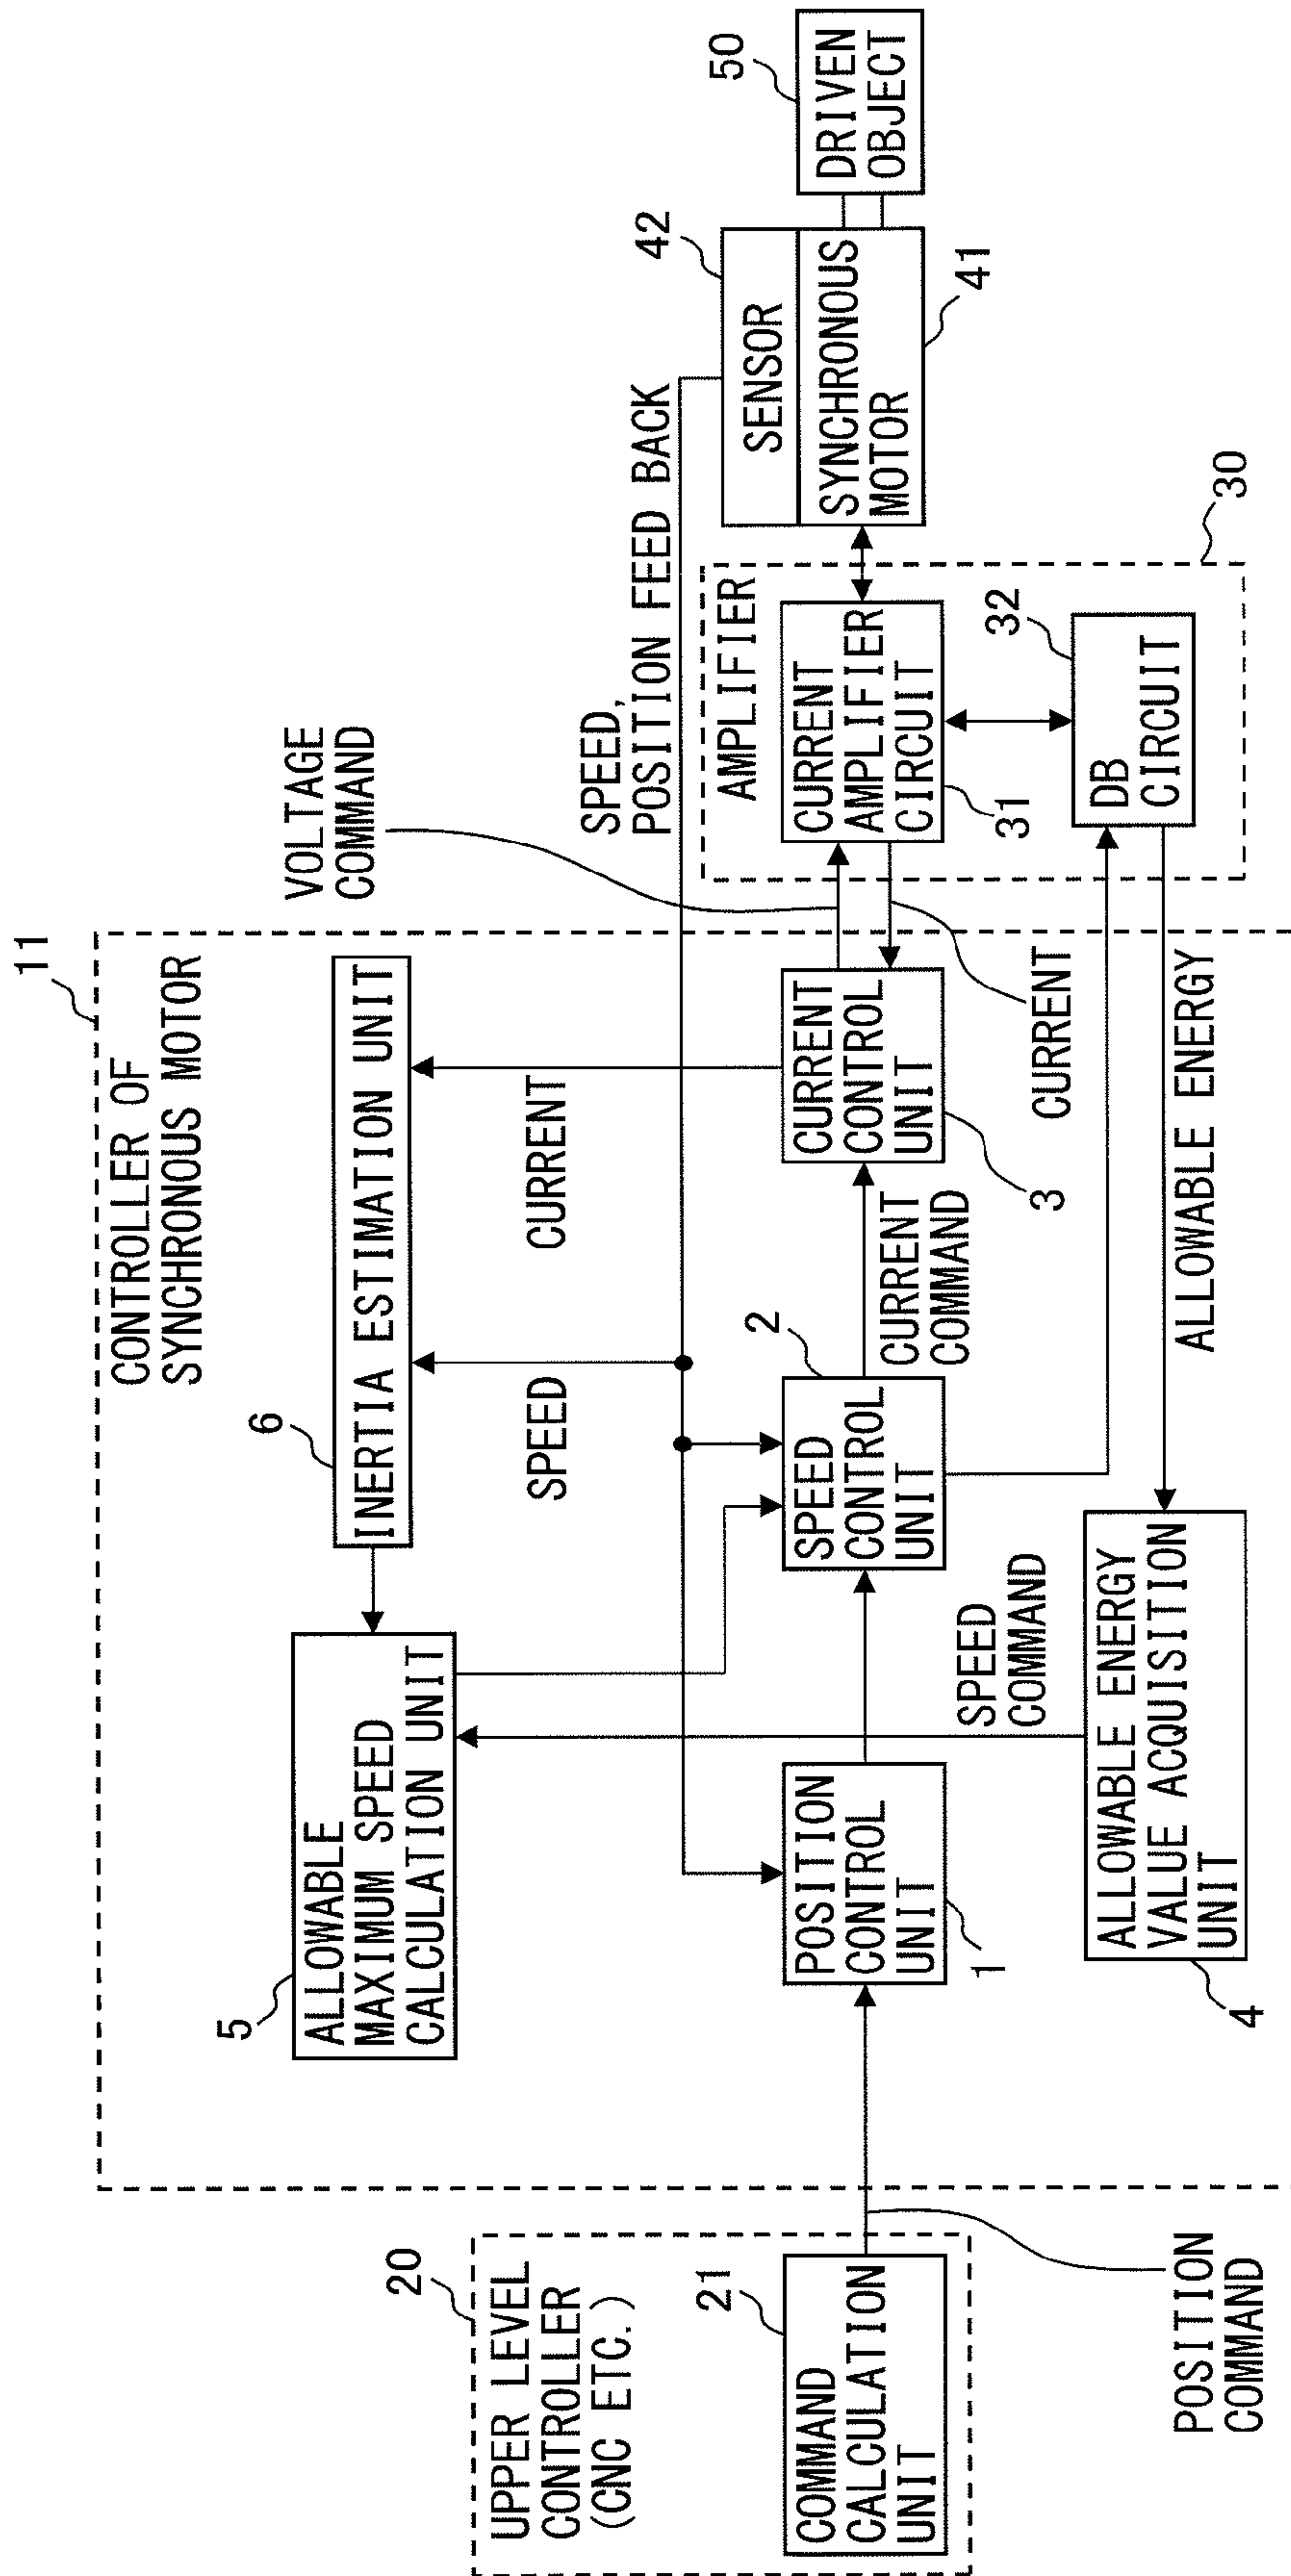 11
CONTROLLER OF
SYNCHRONOUS MOTOR
20
UPPER LEVEL
CONTROLLER
(CNC ETC.)
21
COMMAND
CALCULATION
UNIT
POSITION
COMMAND
5
ALLOWABLE
MAXIMUM SPEED
CALCULATION UNIT
6
INERTIA ESTIMATION UNIT
SPEED
CURRENT
VOLTAGE
COMMAND
SPEED,
POSITION FEED BACK
POSITION
CONTROL
UNIT
1
SPEED
COMMAND
2
SPEED
CONTROL
UNIT
CURRENT
COMMAND
CURRENT
CONTROL
UNIT
3
CURRENT
ALLOWABLE ENERGY
VALUE ACQUISITION
UNIT
4
ALLOWABLE ENERGY
AMPLIFIER
30
CURRENT
AMPLIFIER
CIRCUIT
31
32
DB
CIRCUIT
42
SENSOR
SYNCHRONOUS
MOTOR
41
50
DRIVEN
OBJECT